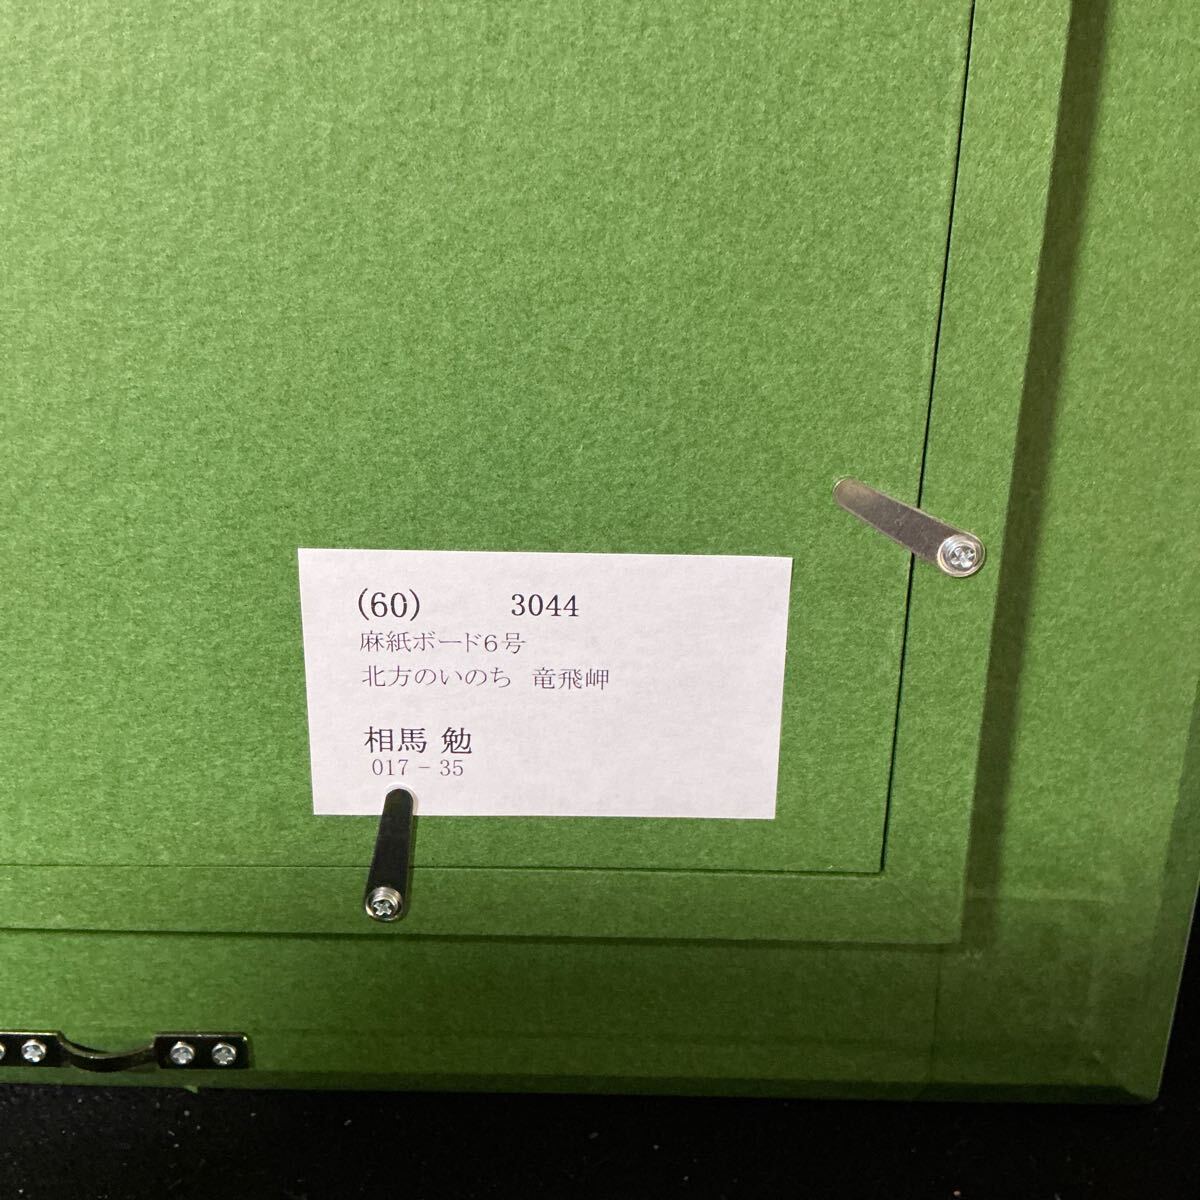 (60) 3044
麻紙ボード6号
北方のいのち 竜飛岬
相馬 勉
017－35